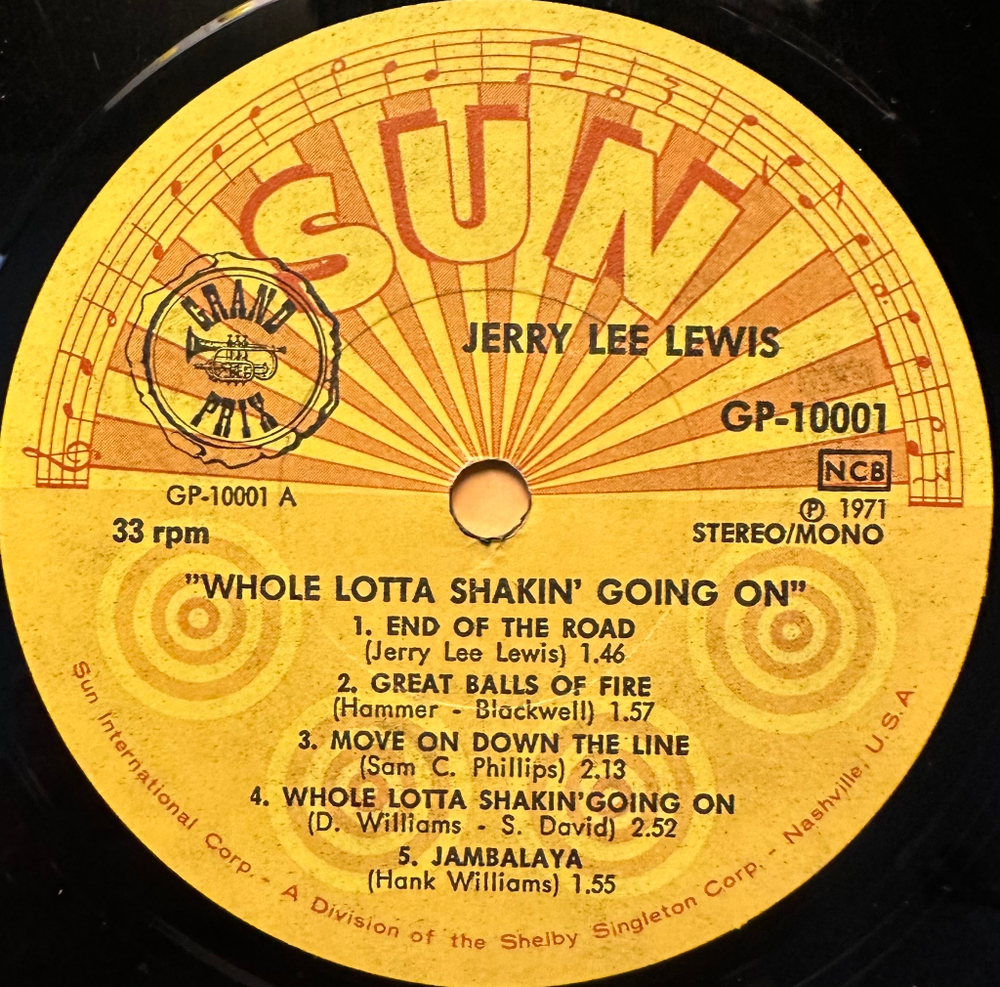 SUN
GRAND
PRIX
JERRY LEE LEWIS
GP-10001
NCB
GP-10001 A
℗ 1971
33 rpm
STEREO/MONO
"WHOLE LOTTA SHAKIN' GOING ON"
1. END OF THE ROAD
(Jerry Lee Lewis) 1.46
2. GREAT BALLS OF FIRE
(Hammer - Blackwell) 1.57
3. MOVE ON DOWN THE LINE
(Sam C. Phillips) 2.13
4. WHOLE LOTTA SHAKIN'GOING ON
(D. Williams - S. David) 2.52
5. JAMBALAYA
(Hank Williams) 1.55
Sun International Corp. - A Division of the Shelby Singleton Corp. - Nashville, U.S.A.